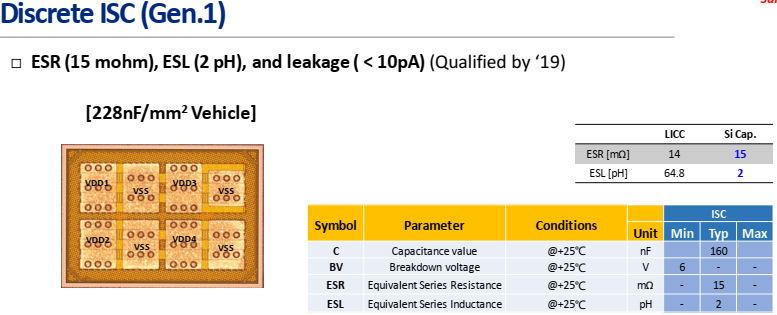 Discrete ISC (Gen.1)
□ ESR (15 mohm), ESL (2 pH), and leakage ( < 10pA) (Qualified by ‘19)
[228nF/mm² Vehicle]
VDD1 VSS VDD3 VSS
VDD2 VSS VDD4 VSS
LICC Si Cap.
ESR [mΩ] 14 15
ESL [pH] 64.8 2
Symbol Parameter Conditions Unit ISC
Min Typ Max
C Capacitance value @+25℃ nF 160
BV Breakdown voltage @+25℃ V 6 - -
ESR Equivalent Series Resistance @+25℃ mΩ - 15 -
ESL Equivalent Series Inductance @+25℃ pH - 2 -